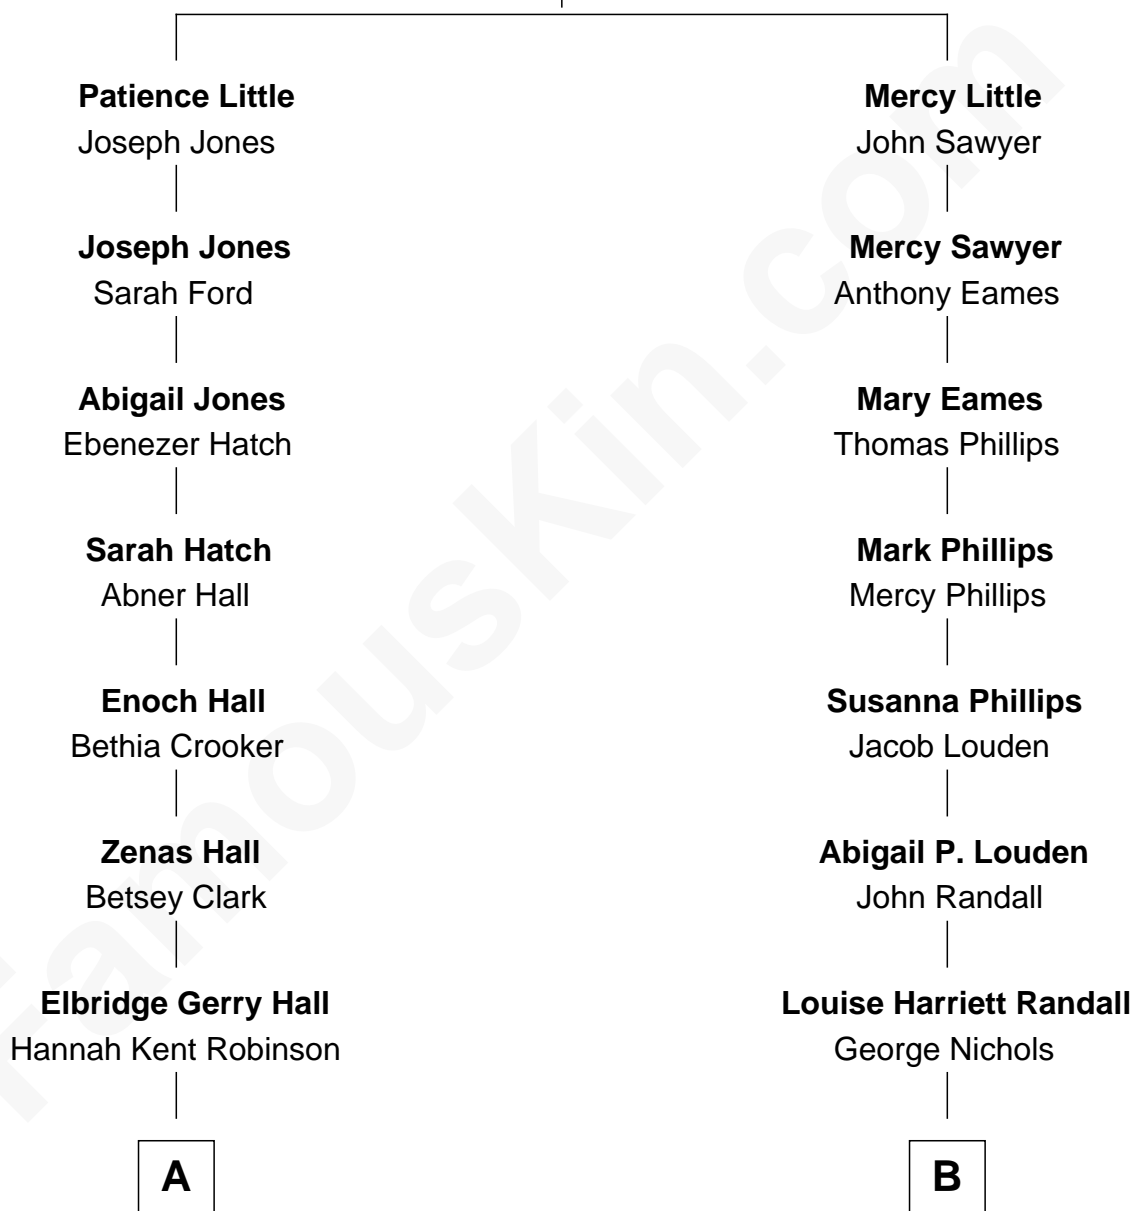 Patience Little
Joseph Jones
Joseph Jones
Sarah Ford
Abigail Jones
Ebenezer Hatch
Sarah Hatch
Abner Hall
Enoch Hall
Bethia Crooker
Zenas Hall
Betsey Clark
Elbridge Gerry Hall
Hannah Kent Robinson
A
Mercy Little
John Sawyer
Mercy Sawyer
Anthony Eames
Mary Eames
Thomas Phillips
Mark Phillips
Mercy Phillips
Susanna Phillips
Jacob Louden
Abigail P. Louden
John Randall
Louise Harriett Randall
George Nichols
B
FamousKin.com